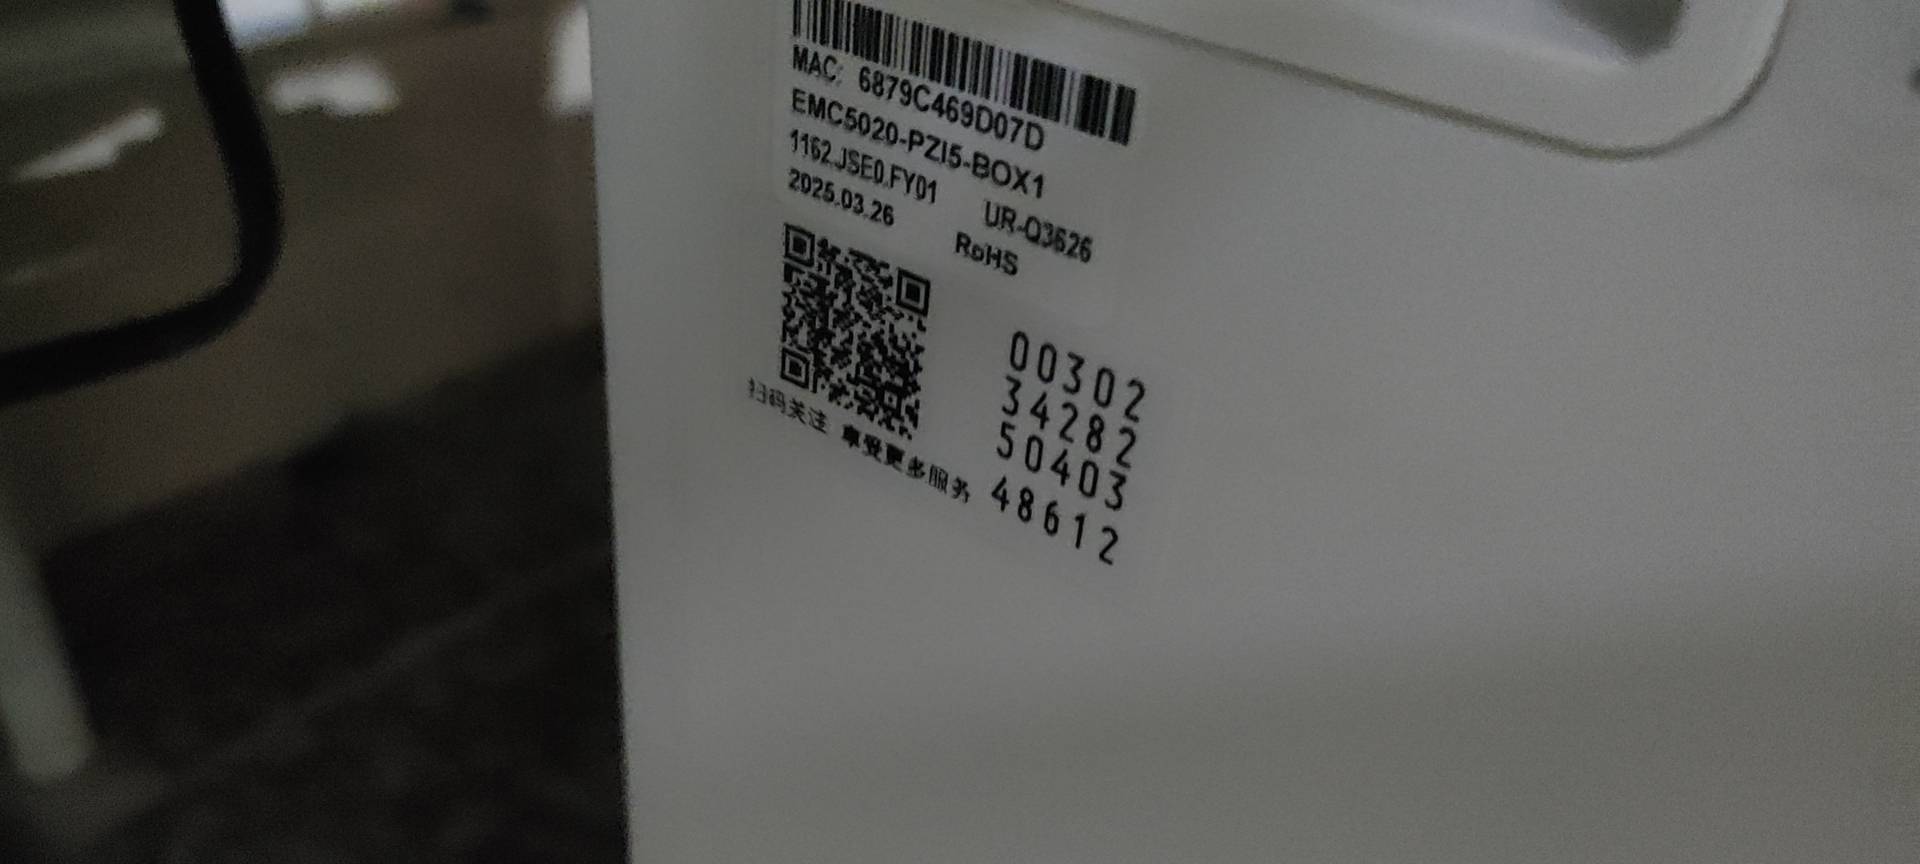 MAC: 6879C469D07D
EMC5020-PZI5-BOX1
1162.JSE0.FY01 UR-Q3626
2025.03.26 RoHS
00302
34282
50403
48612
扫码关注 享受更多服务